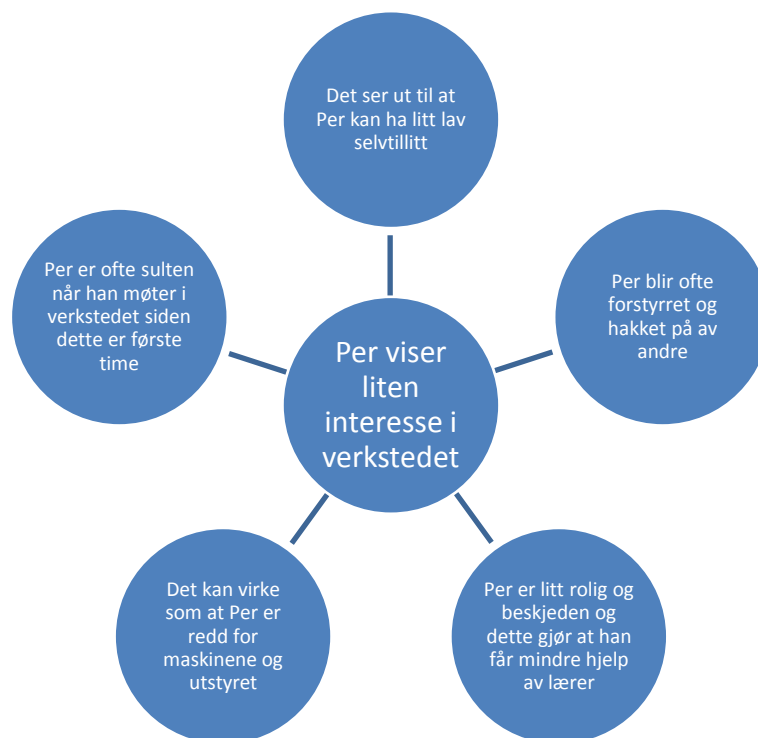 Det ser ut til at
Per kan ha litt lav
selvtillitt
Per er ofte sulten
når han møter i
verkstedet siden
dette er første
time
Per blir ofte
forstyrret og
hakket på av
andre
Per viser
liten
interesse i
verkstedet
Det kan virke
som at Per er
redd for
maskinene og
utstyret
Per er litt rolig og
beskjeden og
dette gjør at han
får mindre hjelp
av lærer